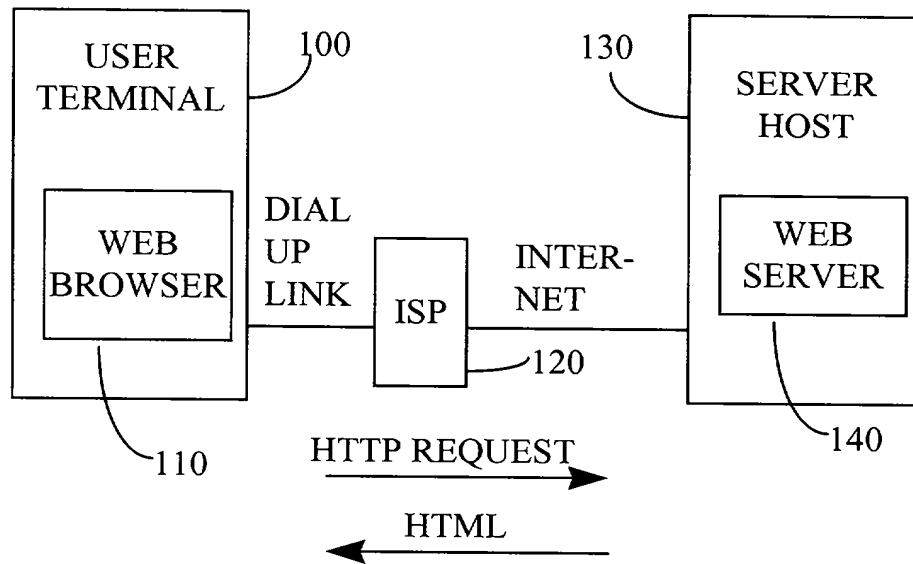 USER
TERMINAL
100
WEB
BROWSER
110
DIAL
UP
LINK
ISP
120
INTER-
NET
130
SERVER
HOST
WEB
SERVER
140
HTTP REQUEST
HTML